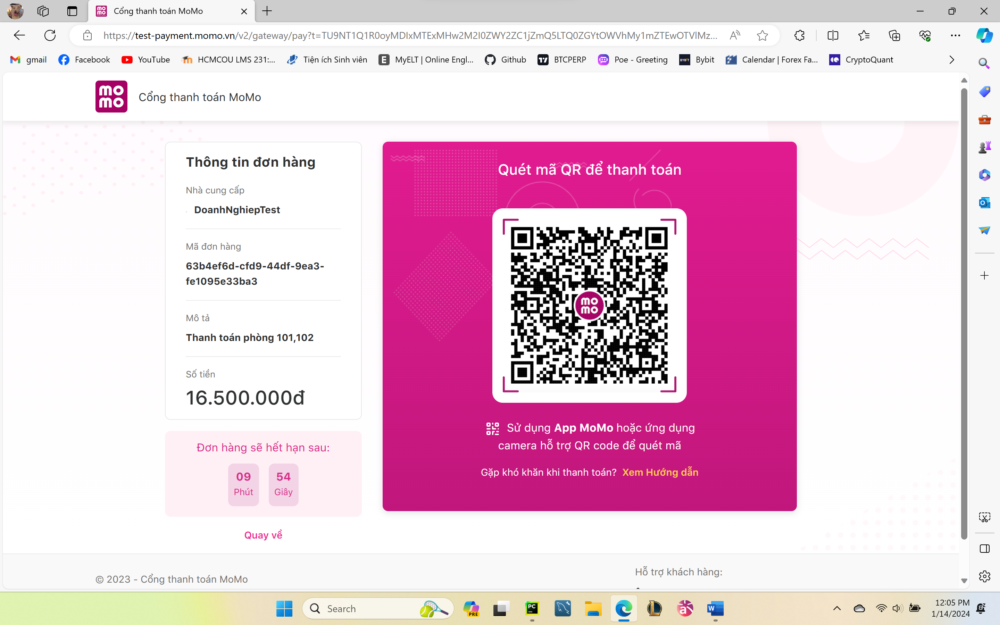 Cổng thanh toán MoMo
https://test-payment.momo.vn/v2/gateway/pay?t=TU9NT1Q1R0oyMDIxMTExMHw2M2I0ZWY2ZC1jZmQ5LTQ0ZGYtOWVhMy1mZTEwOTVlMz...
gmail
Facebook
YouTube
HCMCOU LMS 231:...
Tiện ích Sinh viên
MyELT | Online Engl...
Github
BTCPERP
Poe - Greeting
BYBIT
Bybit
Calendar | Forex Fa...
CryptoQuant
mo
mo
Cổng thanh toán MoMo
Thông tin đơn hàng
Nhà cung cấp
DoanhNghiepTest
Mã đơn hàng
63b4ef6d-cfd9-44df-9ea3-
fe1095e33ba3
Mô tả
Thanh toán phòng 101,102
Số tiền
16.500.000đ
Đơn hàng sẽ hết hạn sau:
09
Phút
54
Giây
Quay về
Quét mã QR để thanh toán
mo
mo
Sử dụng App MoMo hoặc ứng dụng
camera hỗ trợ QR code để quét mã
Gặp khó khăn khi thanh toán? Xem Hướng dẫn
© 2023 - Cổng thanh toán MoMo
Hỗ trợ khách hàng:
Search
PRE
PC
W
12:05 PM
1/14/2024